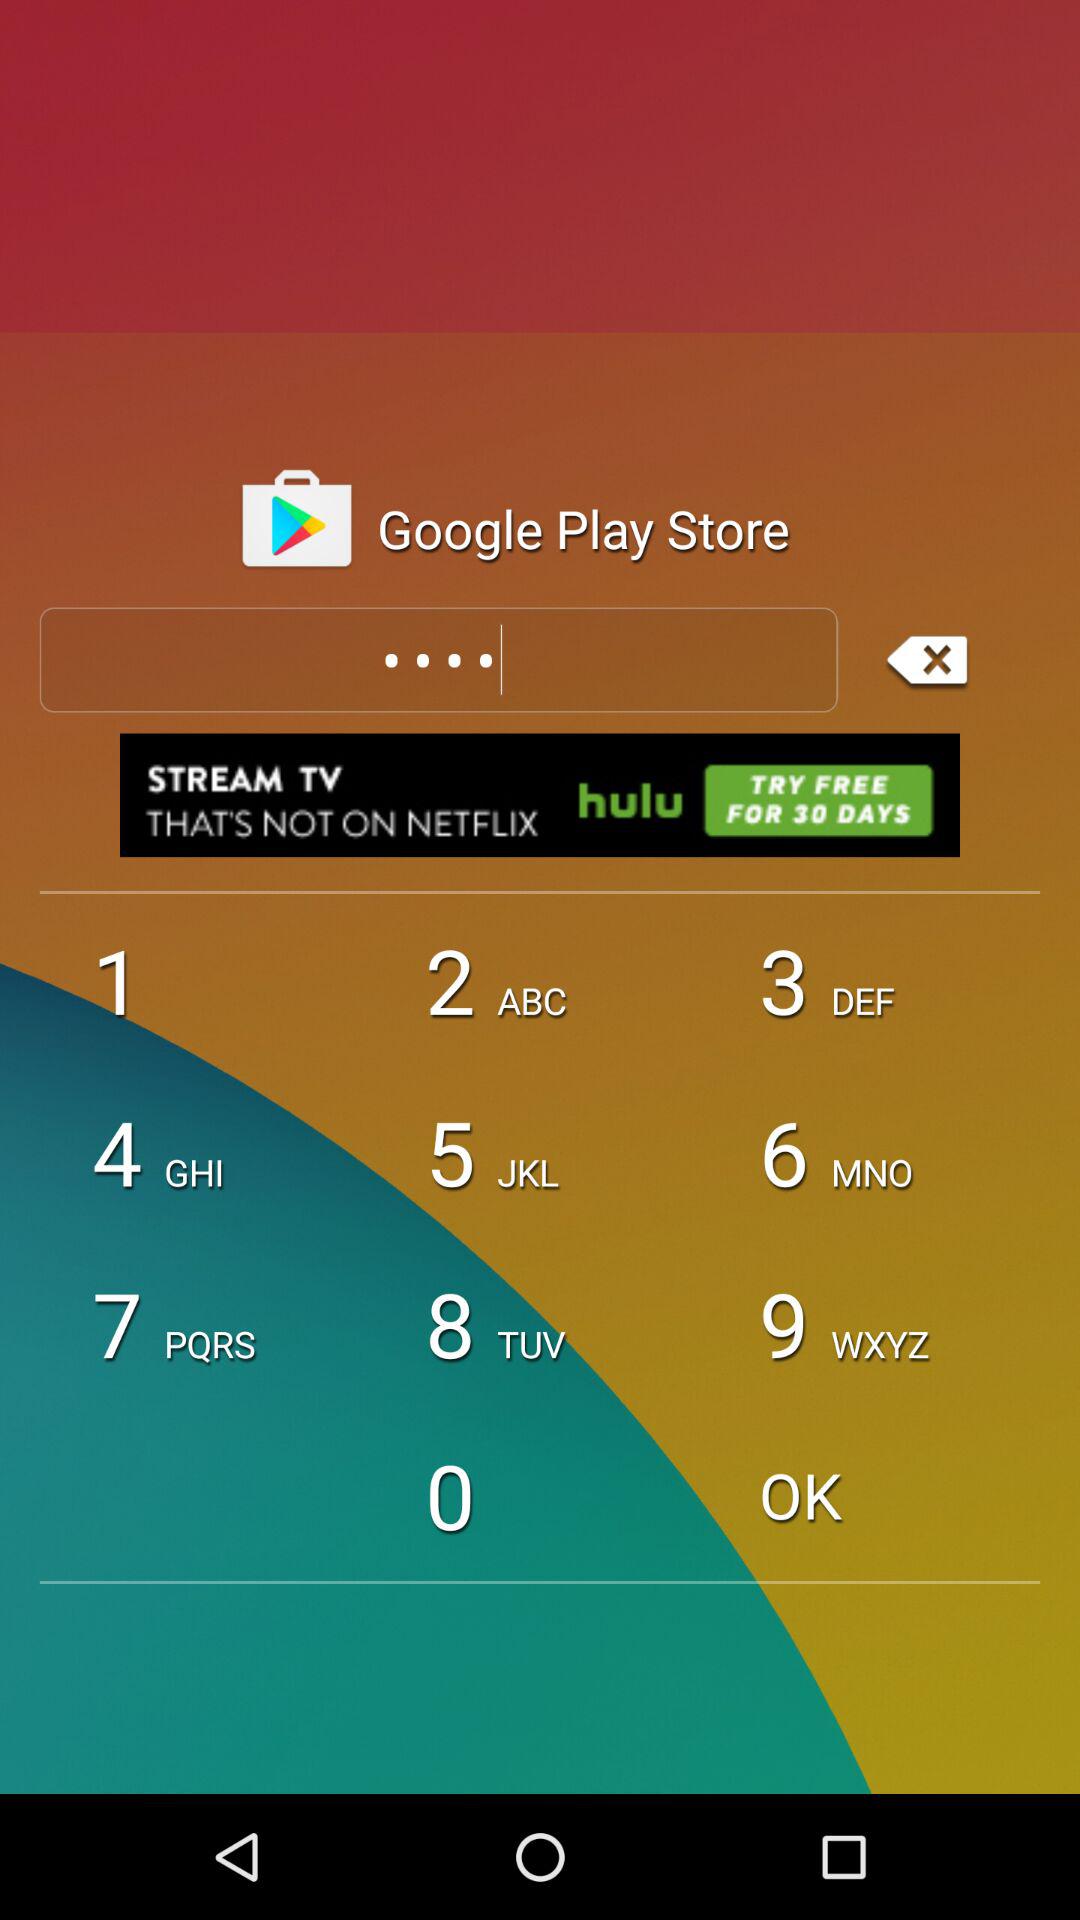 Google Play Store
••••
STREAM TV
THAT'S NOT ON NETFLIX
hulu
TRY FREE
FOR 30 DAYS
1
2 ABC
3 DEF
4 GHI
5 JKL
6 MNO
7 PQRS
8 TUV
9 WXYZ
0
OK